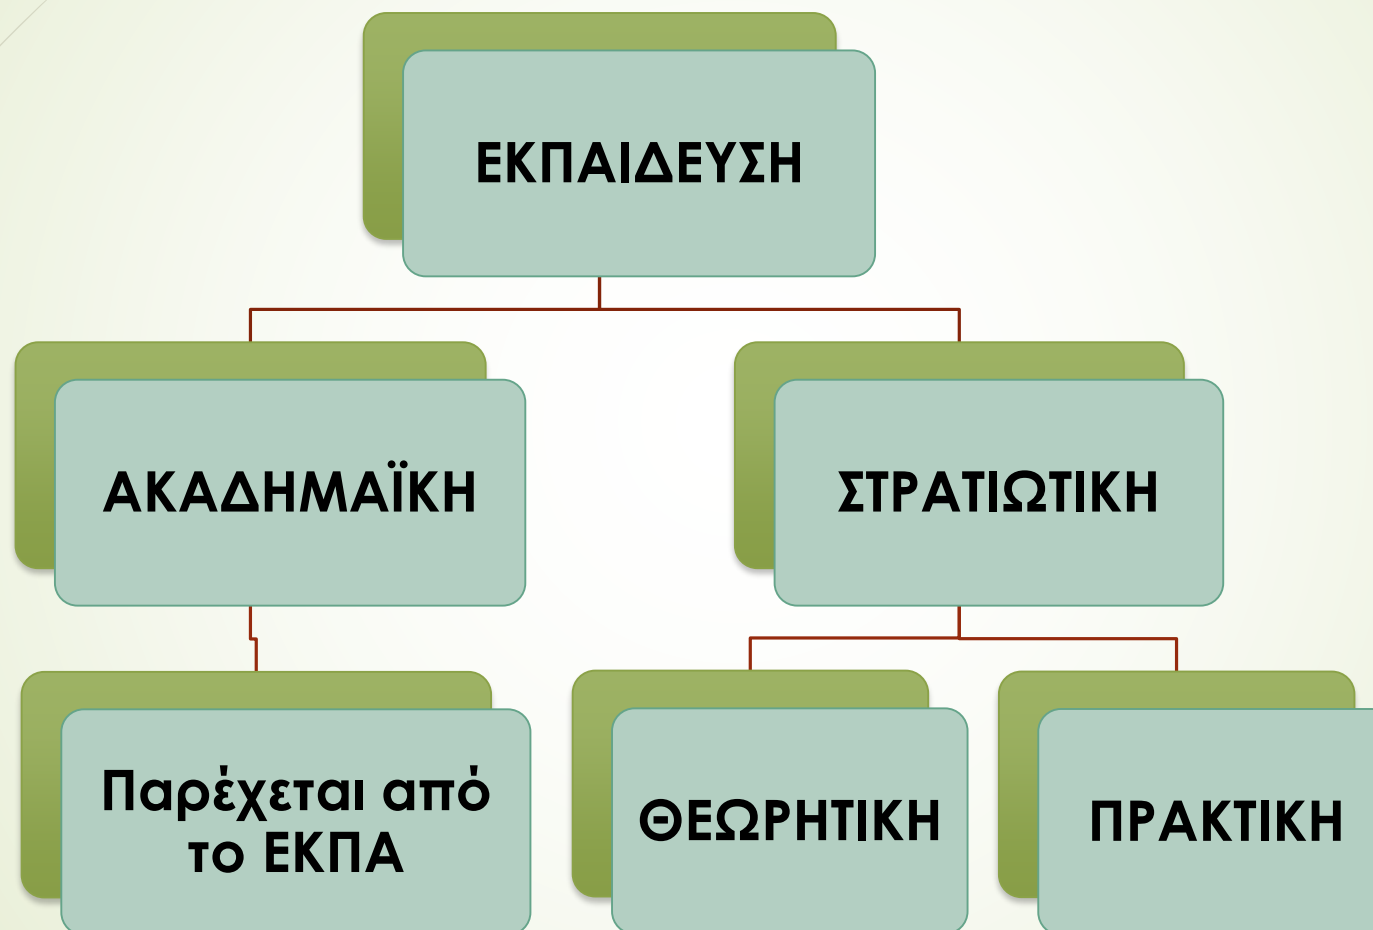 ΕΚΠΑΙΔΕΥΣΗ
ΑΚΑΔΗΜΑΪΚΗ
ΣΤΡΑΤΙΩΤΙΚΗ
Παρέχεται από
το ΕΚΠΑ
ΘΕΩΡΗΤΙΚΗ
ΠΡΑΚΤΙΚΗ